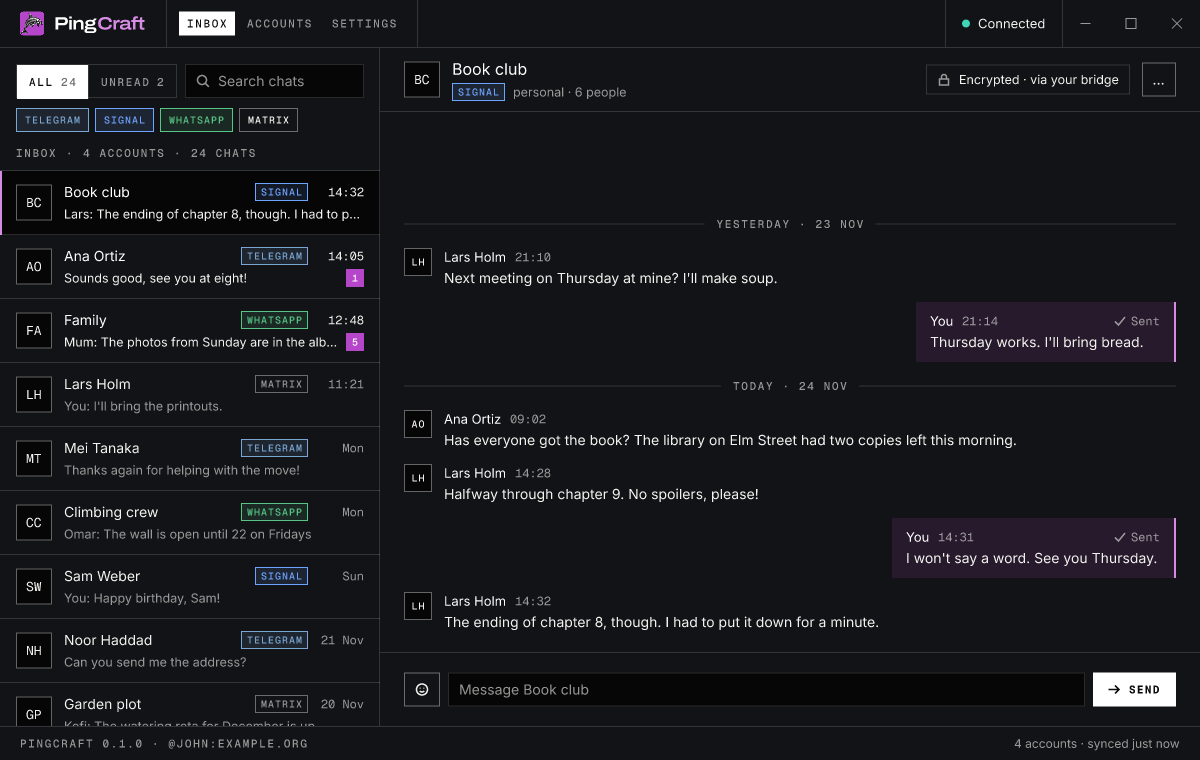 PingCraft
INBOX ACCOUNTS SETTINGS
Connected
ALL 24 UNREAD 2
Search chats
TELEGRAM SIGNAL WHATSAPP MATRIX
INBOX · 4 ACCOUNTS · 24 CHATS
BC Book club SIGNAL 14:32
Lars: The ending of chapter 8, though. I had to p...
AO Ana Ortiz TELEGRAM 14:05
Sounds good, see you at eight! 1
FA Family WHATSAPP 12:48
Mum: The photos from Sunday are in the alb... 5
LH Lars Holm MATRIX 11:21
You: I'll bring the printouts.
MT Mei Tanaka TELEGRAM Mon
Thanks again for helping with the move!
CC Climbing crew WHATSAPP Mon
Omar: The wall is open until 22 on Fridays
SW Sam Weber SIGNAL Sun
You: Happy birthday, Sam!
NH Noor Haddad TELEGRAM 21 Nov
Can you send me the address?
GP Garden plot MATRIX 20 Nov
Kofi: The watering rota for December is up
BC Book club
SIGNAL personal · 6 people
Encrypted · via your bridge
...
YESTERDAY · 23 NOV
LH Lars Holm 21:10
Next meeting on Thursday at mine? I'll make soup.
You 21:14 Sent
Thursday works. I'll bring bread.
TODAY · 24 NOV
AO Ana Ortiz 09:02
Has everyone got the book? The library on Elm Street had two copies left this morning.
LH Lars Holm 14:28
Halfway through chapter 9. No spoilers, please!
You 14:31 Sent
I won't say a word. See you Thursday.
LH Lars Holm 14:32
The ending of chapter 8, though. I had to put it down for a minute.
Message Book club
SEND
PINGCRAFT 0.1.0 · @JOHN:EXAMPLE.ORG
4 accounts · synced just now